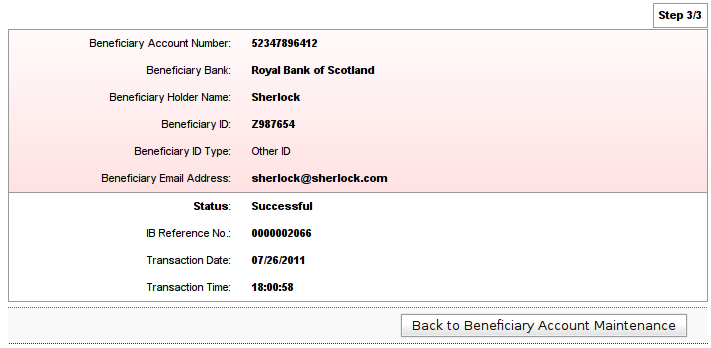 Step 3/3
Beneficiary Account Number: 52347896412
Beneficiary Bank: Royal Bank of Scotland
Beneficiary Holder Name: Sherlock
Beneficiary ID: Z987654
Beneficiary ID Type: Other ID
Beneficiary Email Address: sherlock@sherlock.com
Status: Successful
IB Reference No.: 0000002066
Transaction Date: 07/26/2011
Transaction Time: 18:00:58
Back to Beneficiary Account Maintenance